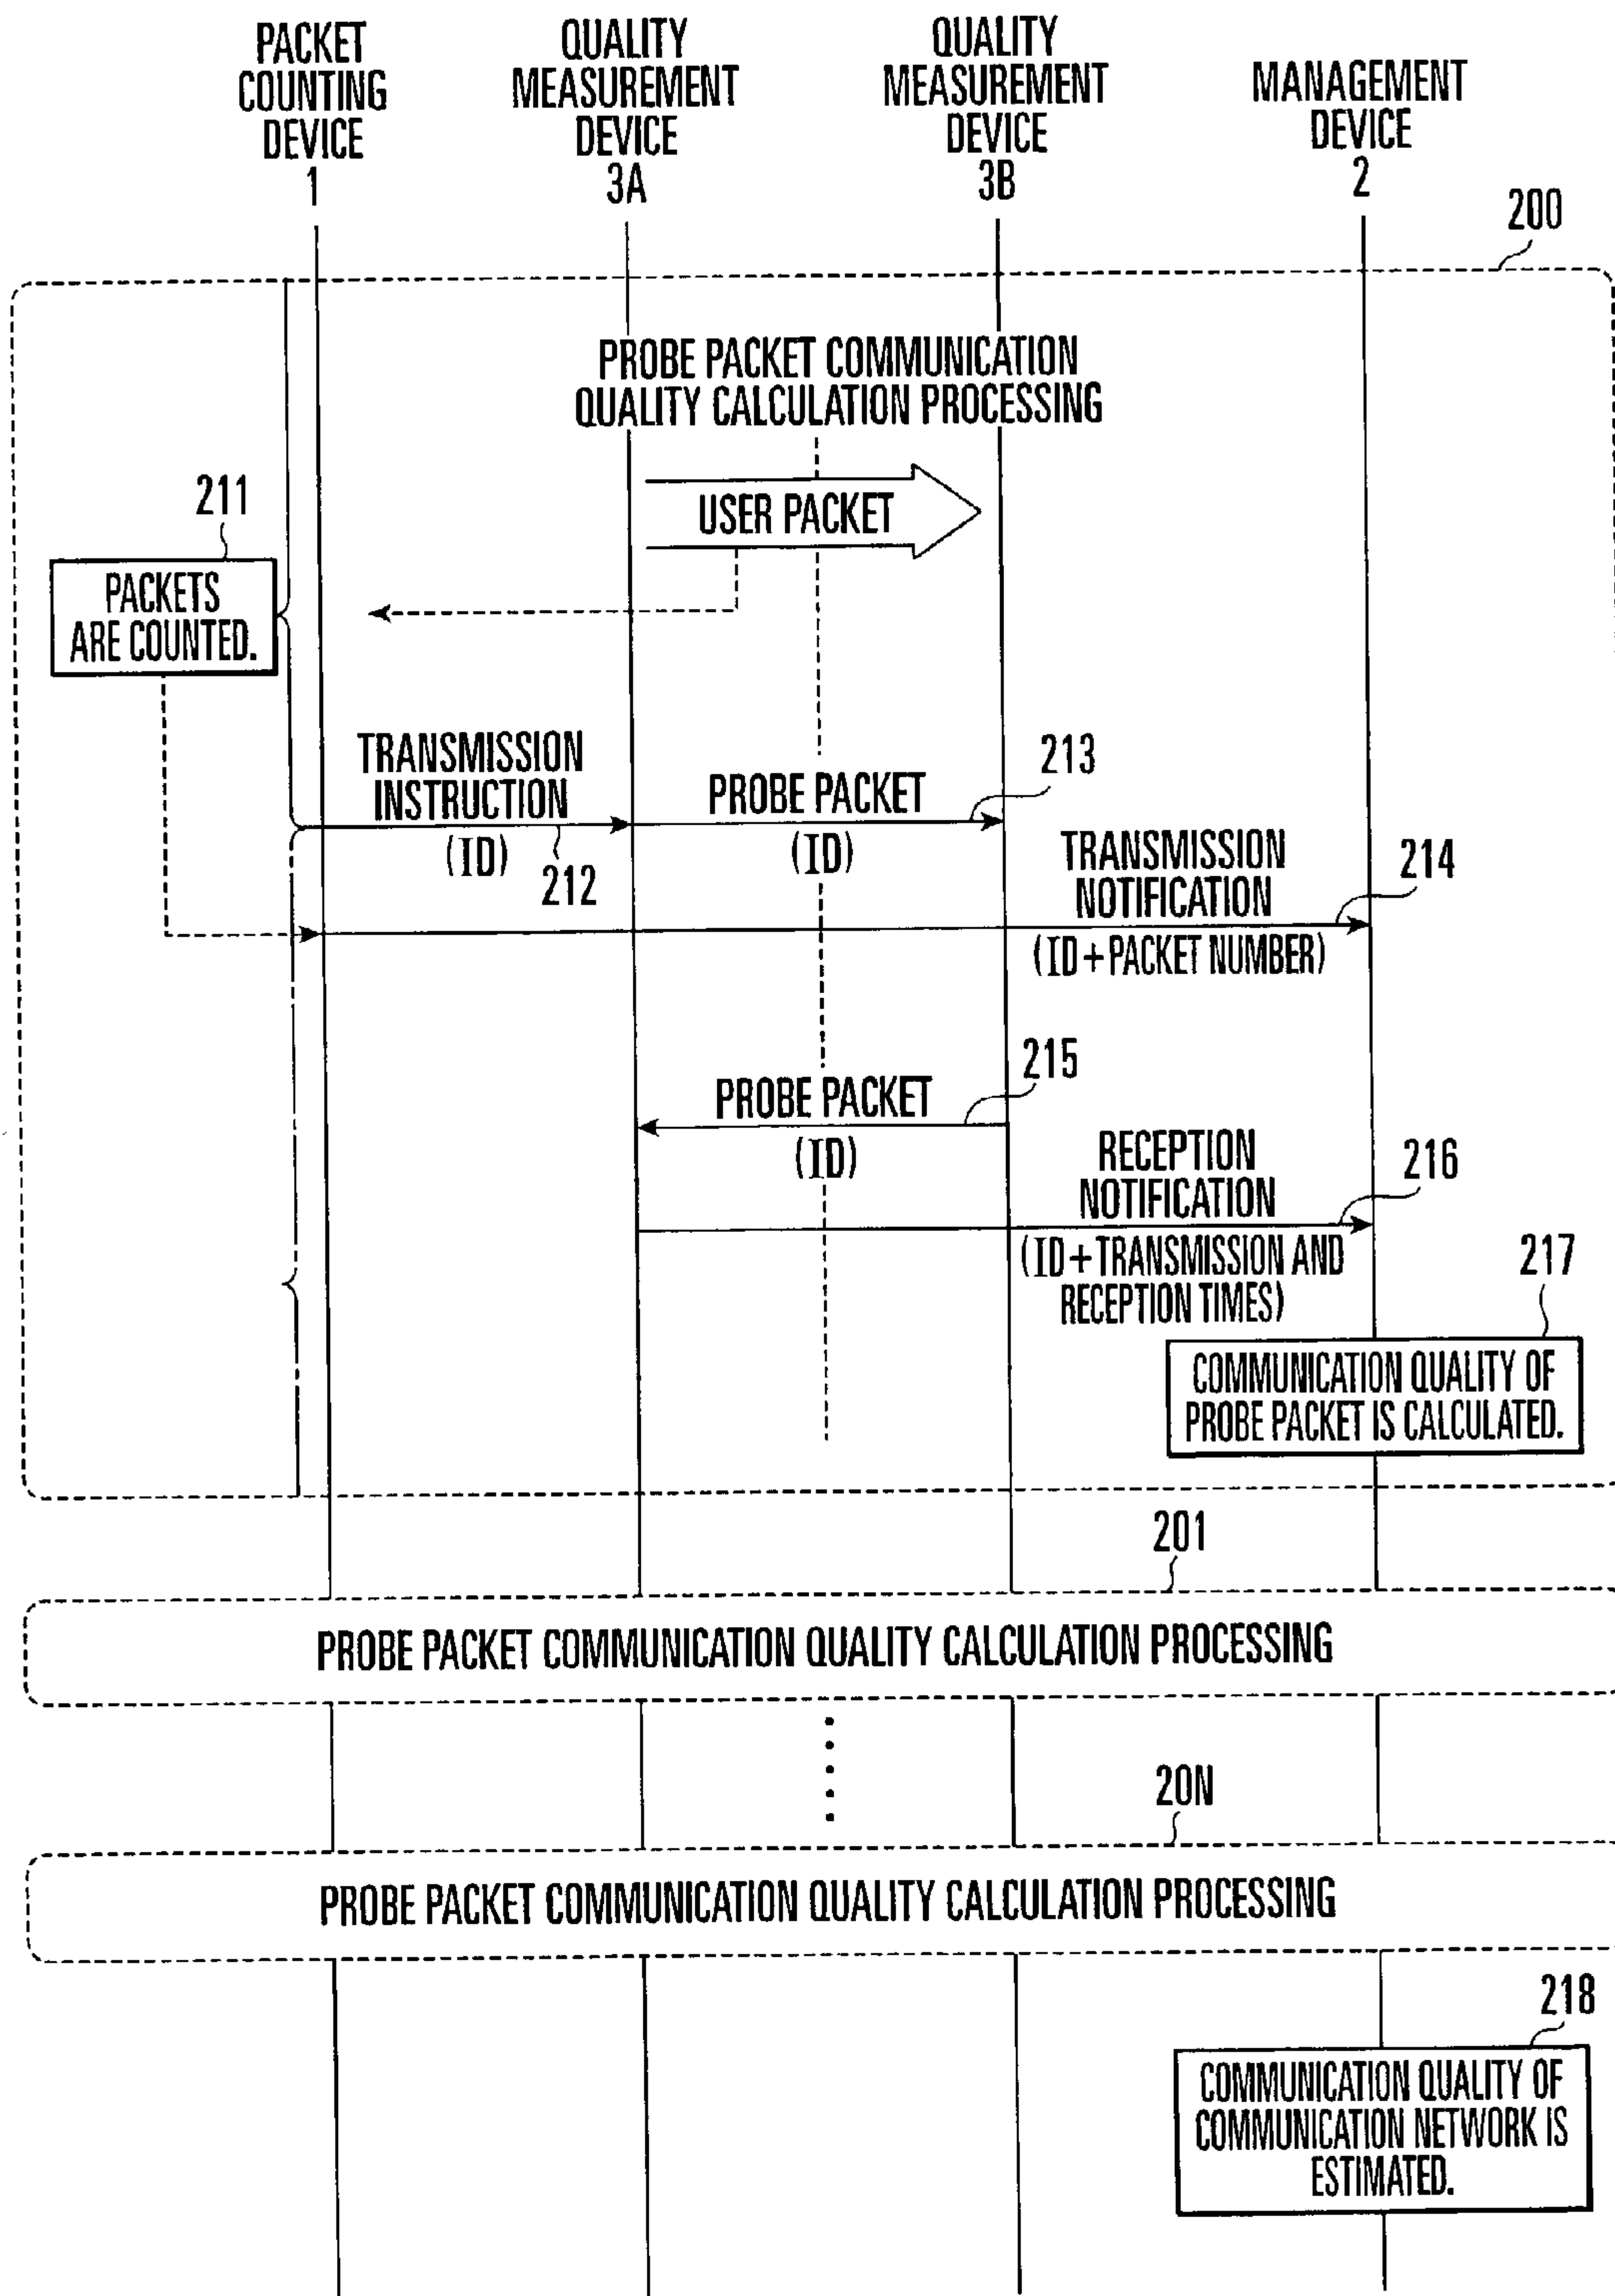 PACKET
COUNTING
DEVICE
1
QUALITY
MEASUREMENT
DEVICE
3A
QUALITY
MEASUREMENT
DEVICE
3B
MANAGEMENT
DEVICE
2
200
PROBE PACKET COMMUNICATION
QUALITY CALCULATION PROCESSING
USER PACKET
211
PACKETS
ARE COUNTED.
TRANSMISSION
INSTRUCTION
(ID)
212
PROBE PACKET
(ID)
213
TRANSMISSION
NOTIFICATION
(ID+PACKET NUMBER)
214
PROBE PACKET
(ID)
215
RECEPTION
NOTIFICATION
(ID+TRANSMISSION AND
RECEPTION TIMES)
216
217
COMMUNICATION QUALITY OF
PROBE PACKET IS CALCULATED.
201
PROBE PACKET COMMUNICATION QUALITY CALCULATION PROCESSING
20N
PROBE PACKET COMMUNICATION QUALITY CALCULATION PROCESSING
218
COMMUNICATION QUALITY OF
COMMUNICATION NETWORK IS
ESTIMATED.